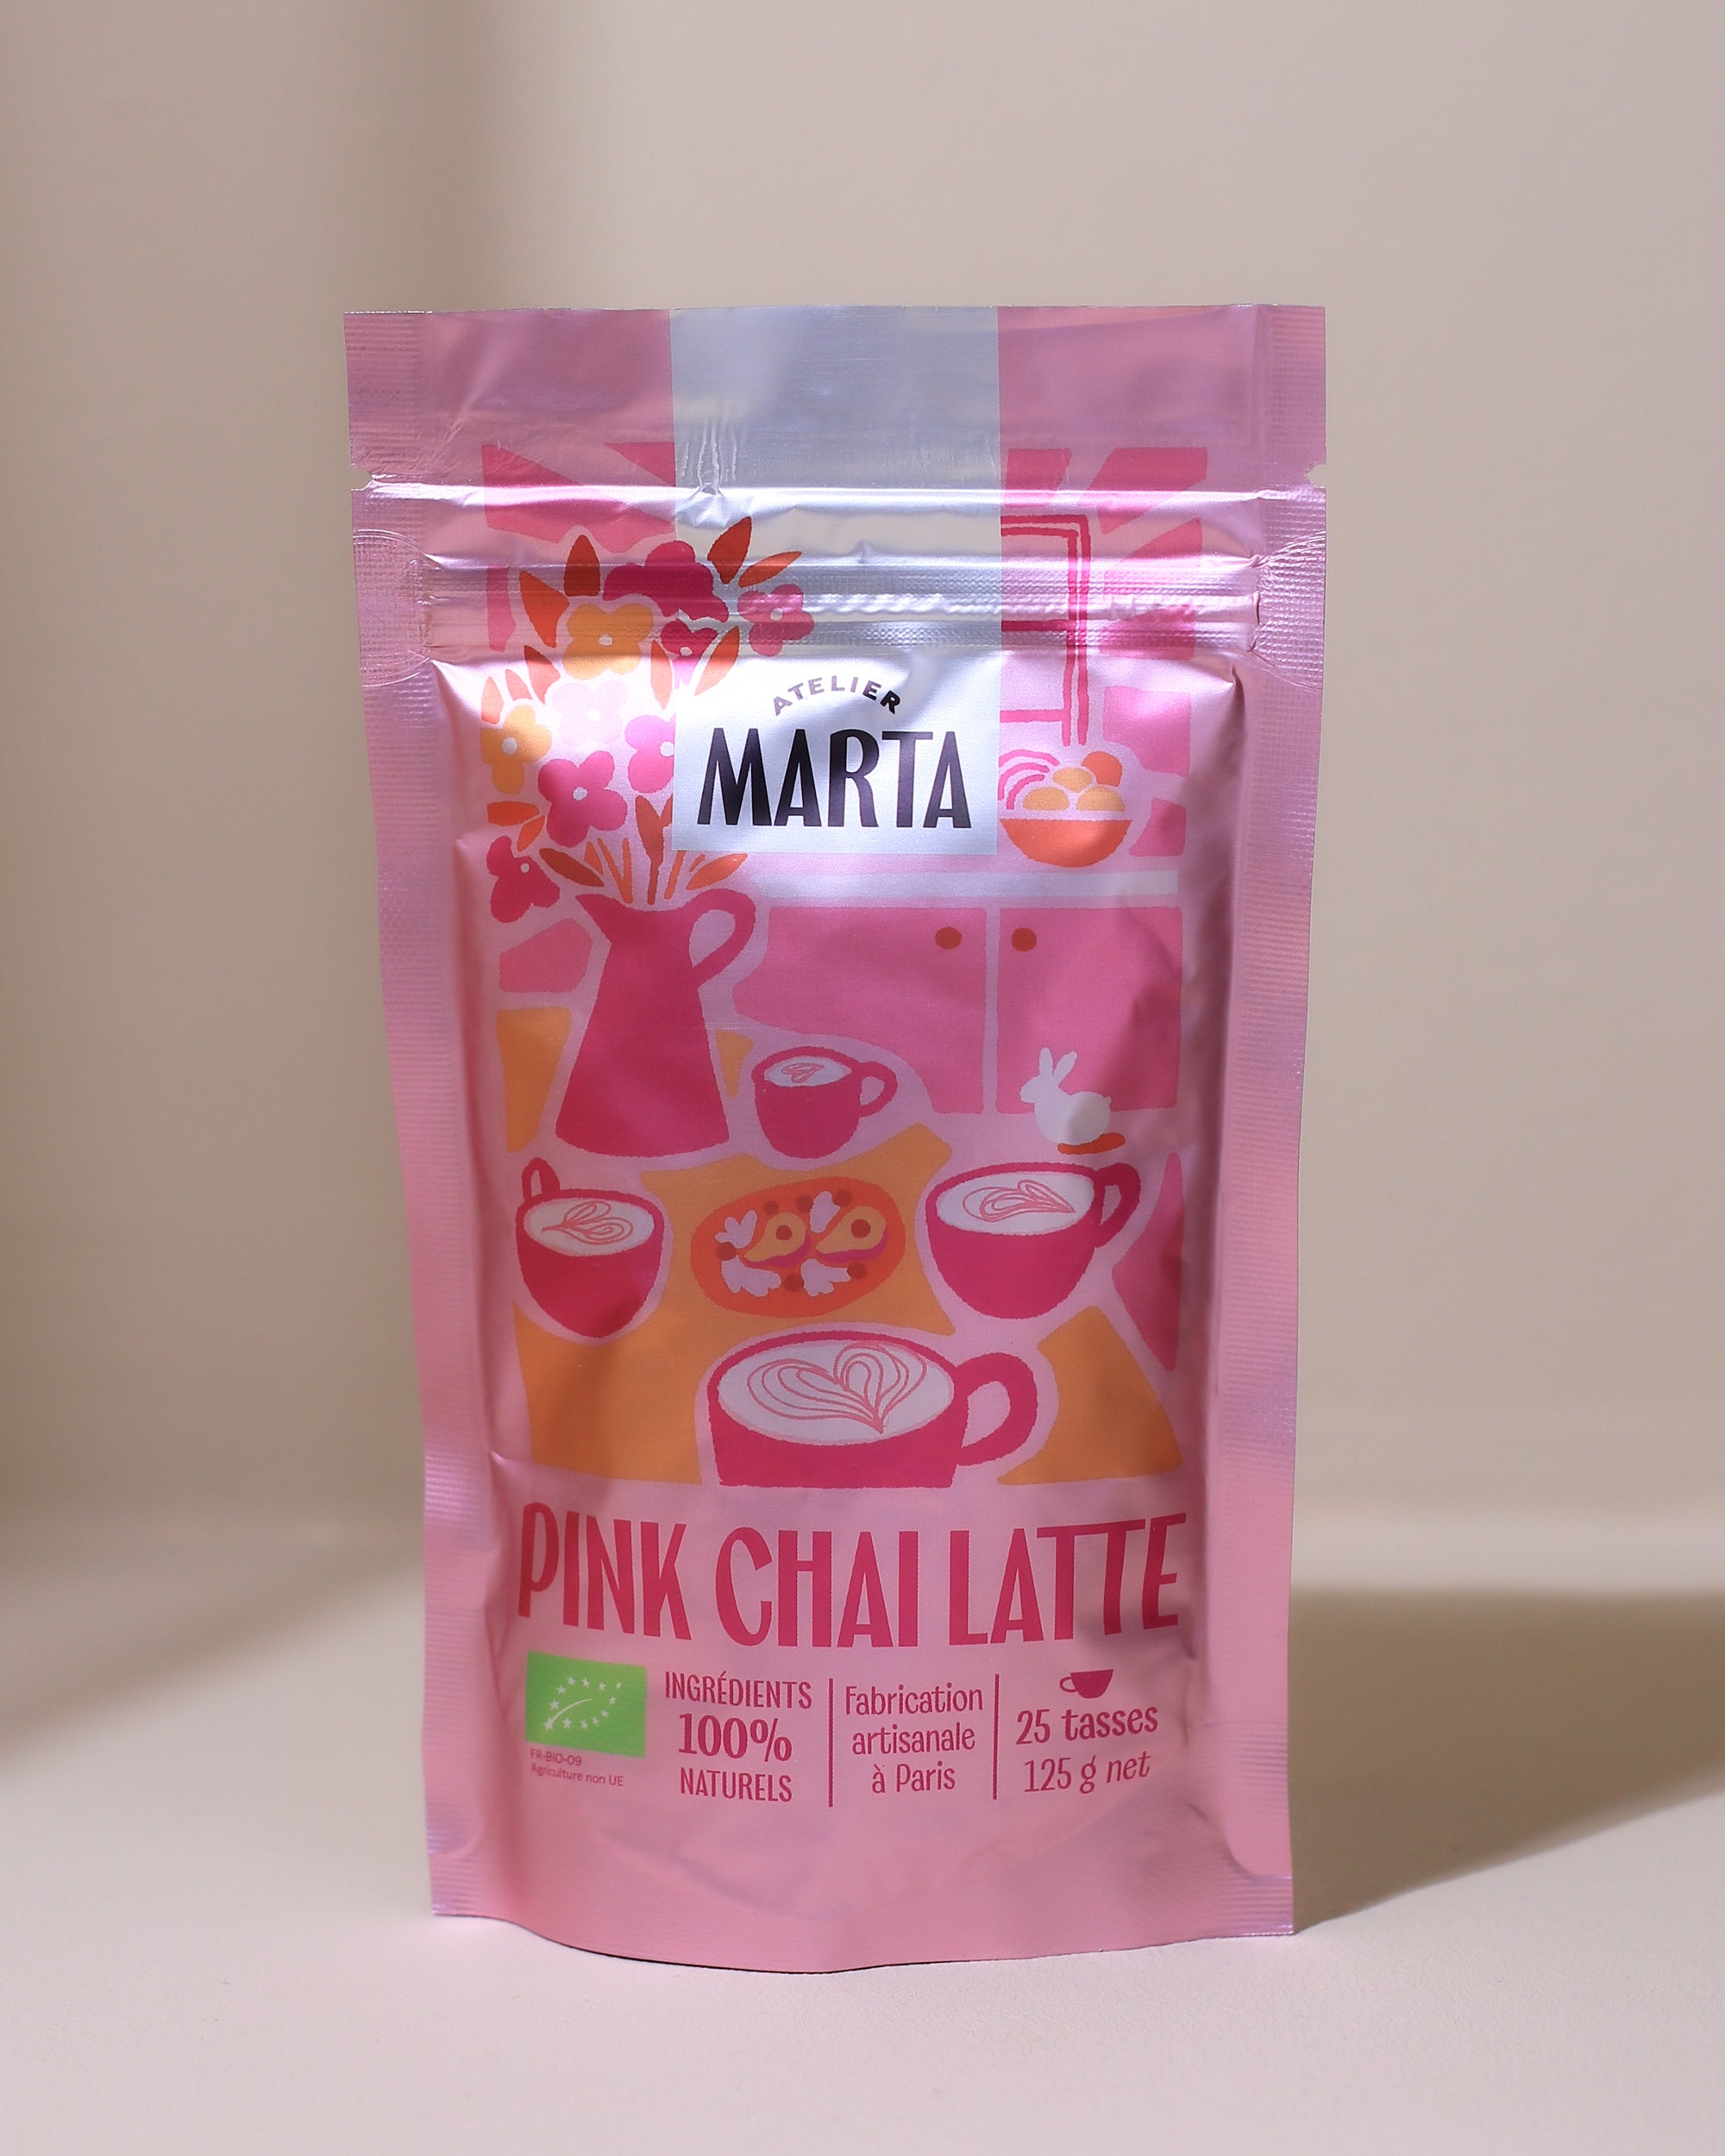 ATELIER
MARTA
PINK CHAI LATTE
FR-BIO-09
Agriculture non UE
INGRÉDIENTS
100%
NATURELS
Fabrication
artisanale
à Paris
25 tasses
125 g net